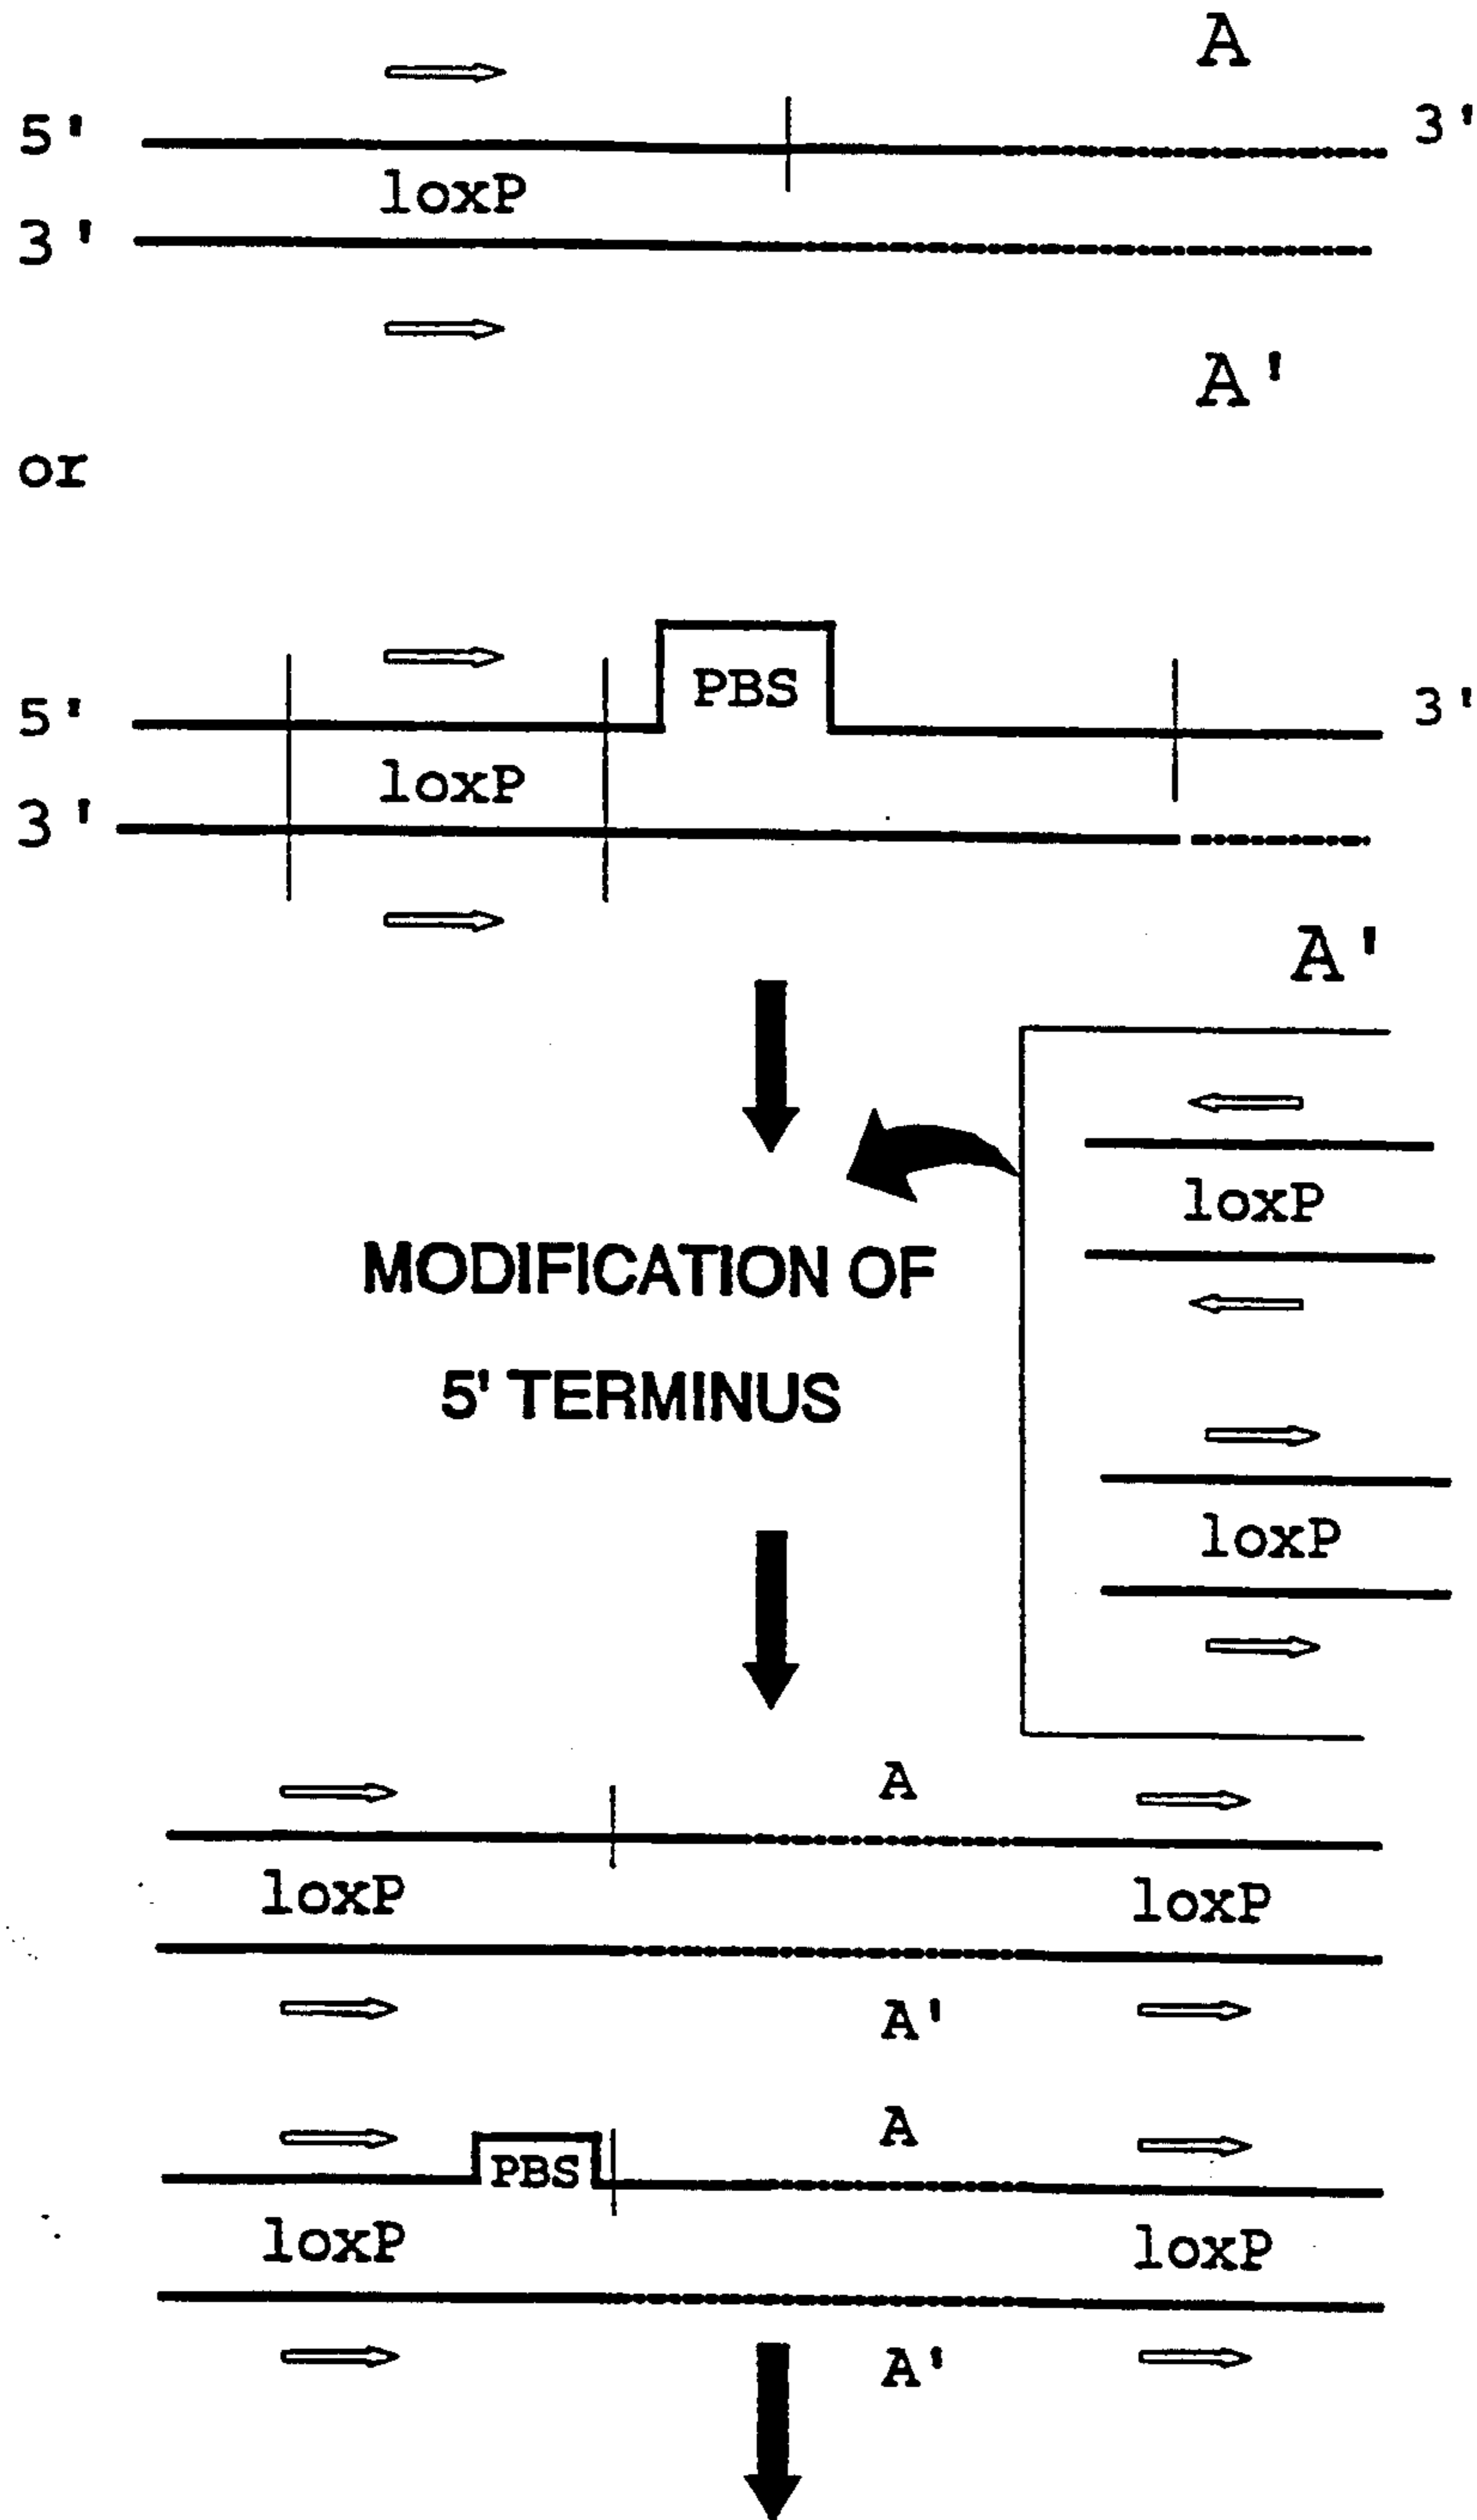 A
5' 3'
loxP
3'
A'
or
PBS
5' 3'
loxP
3'
A'
loxP
MODIFICATION OF
5' TERMINUS
loxP
A
loxP loxP
A'
A
PBS
loxP loxP
A'